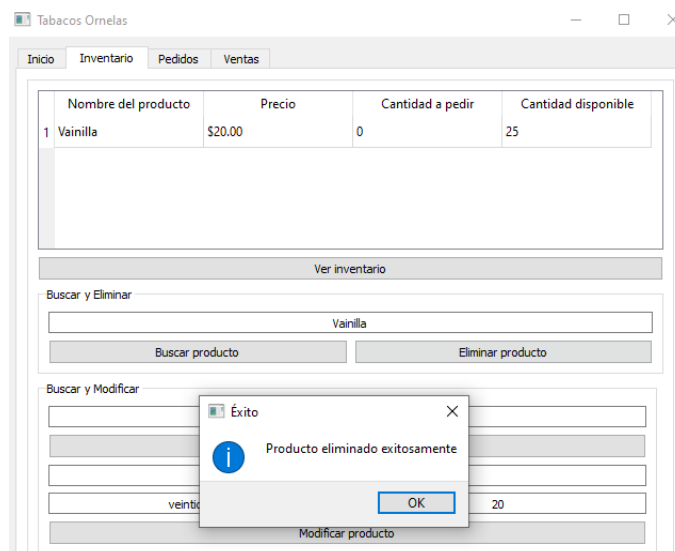 Tabacos Ornelas
Inicio Inventario Pedidos Ventas
Nombre del producto Precio Cantidad a pedir Cantidad disponible
1 Vainilla $20.00 0 25
Ver inventario
Buscar y Eliminar
Vainilla
Buscar producto Eliminar producto
Buscar y Modificar
Éxito
Producto eliminado exitosamente
OK
20
Modificar producto